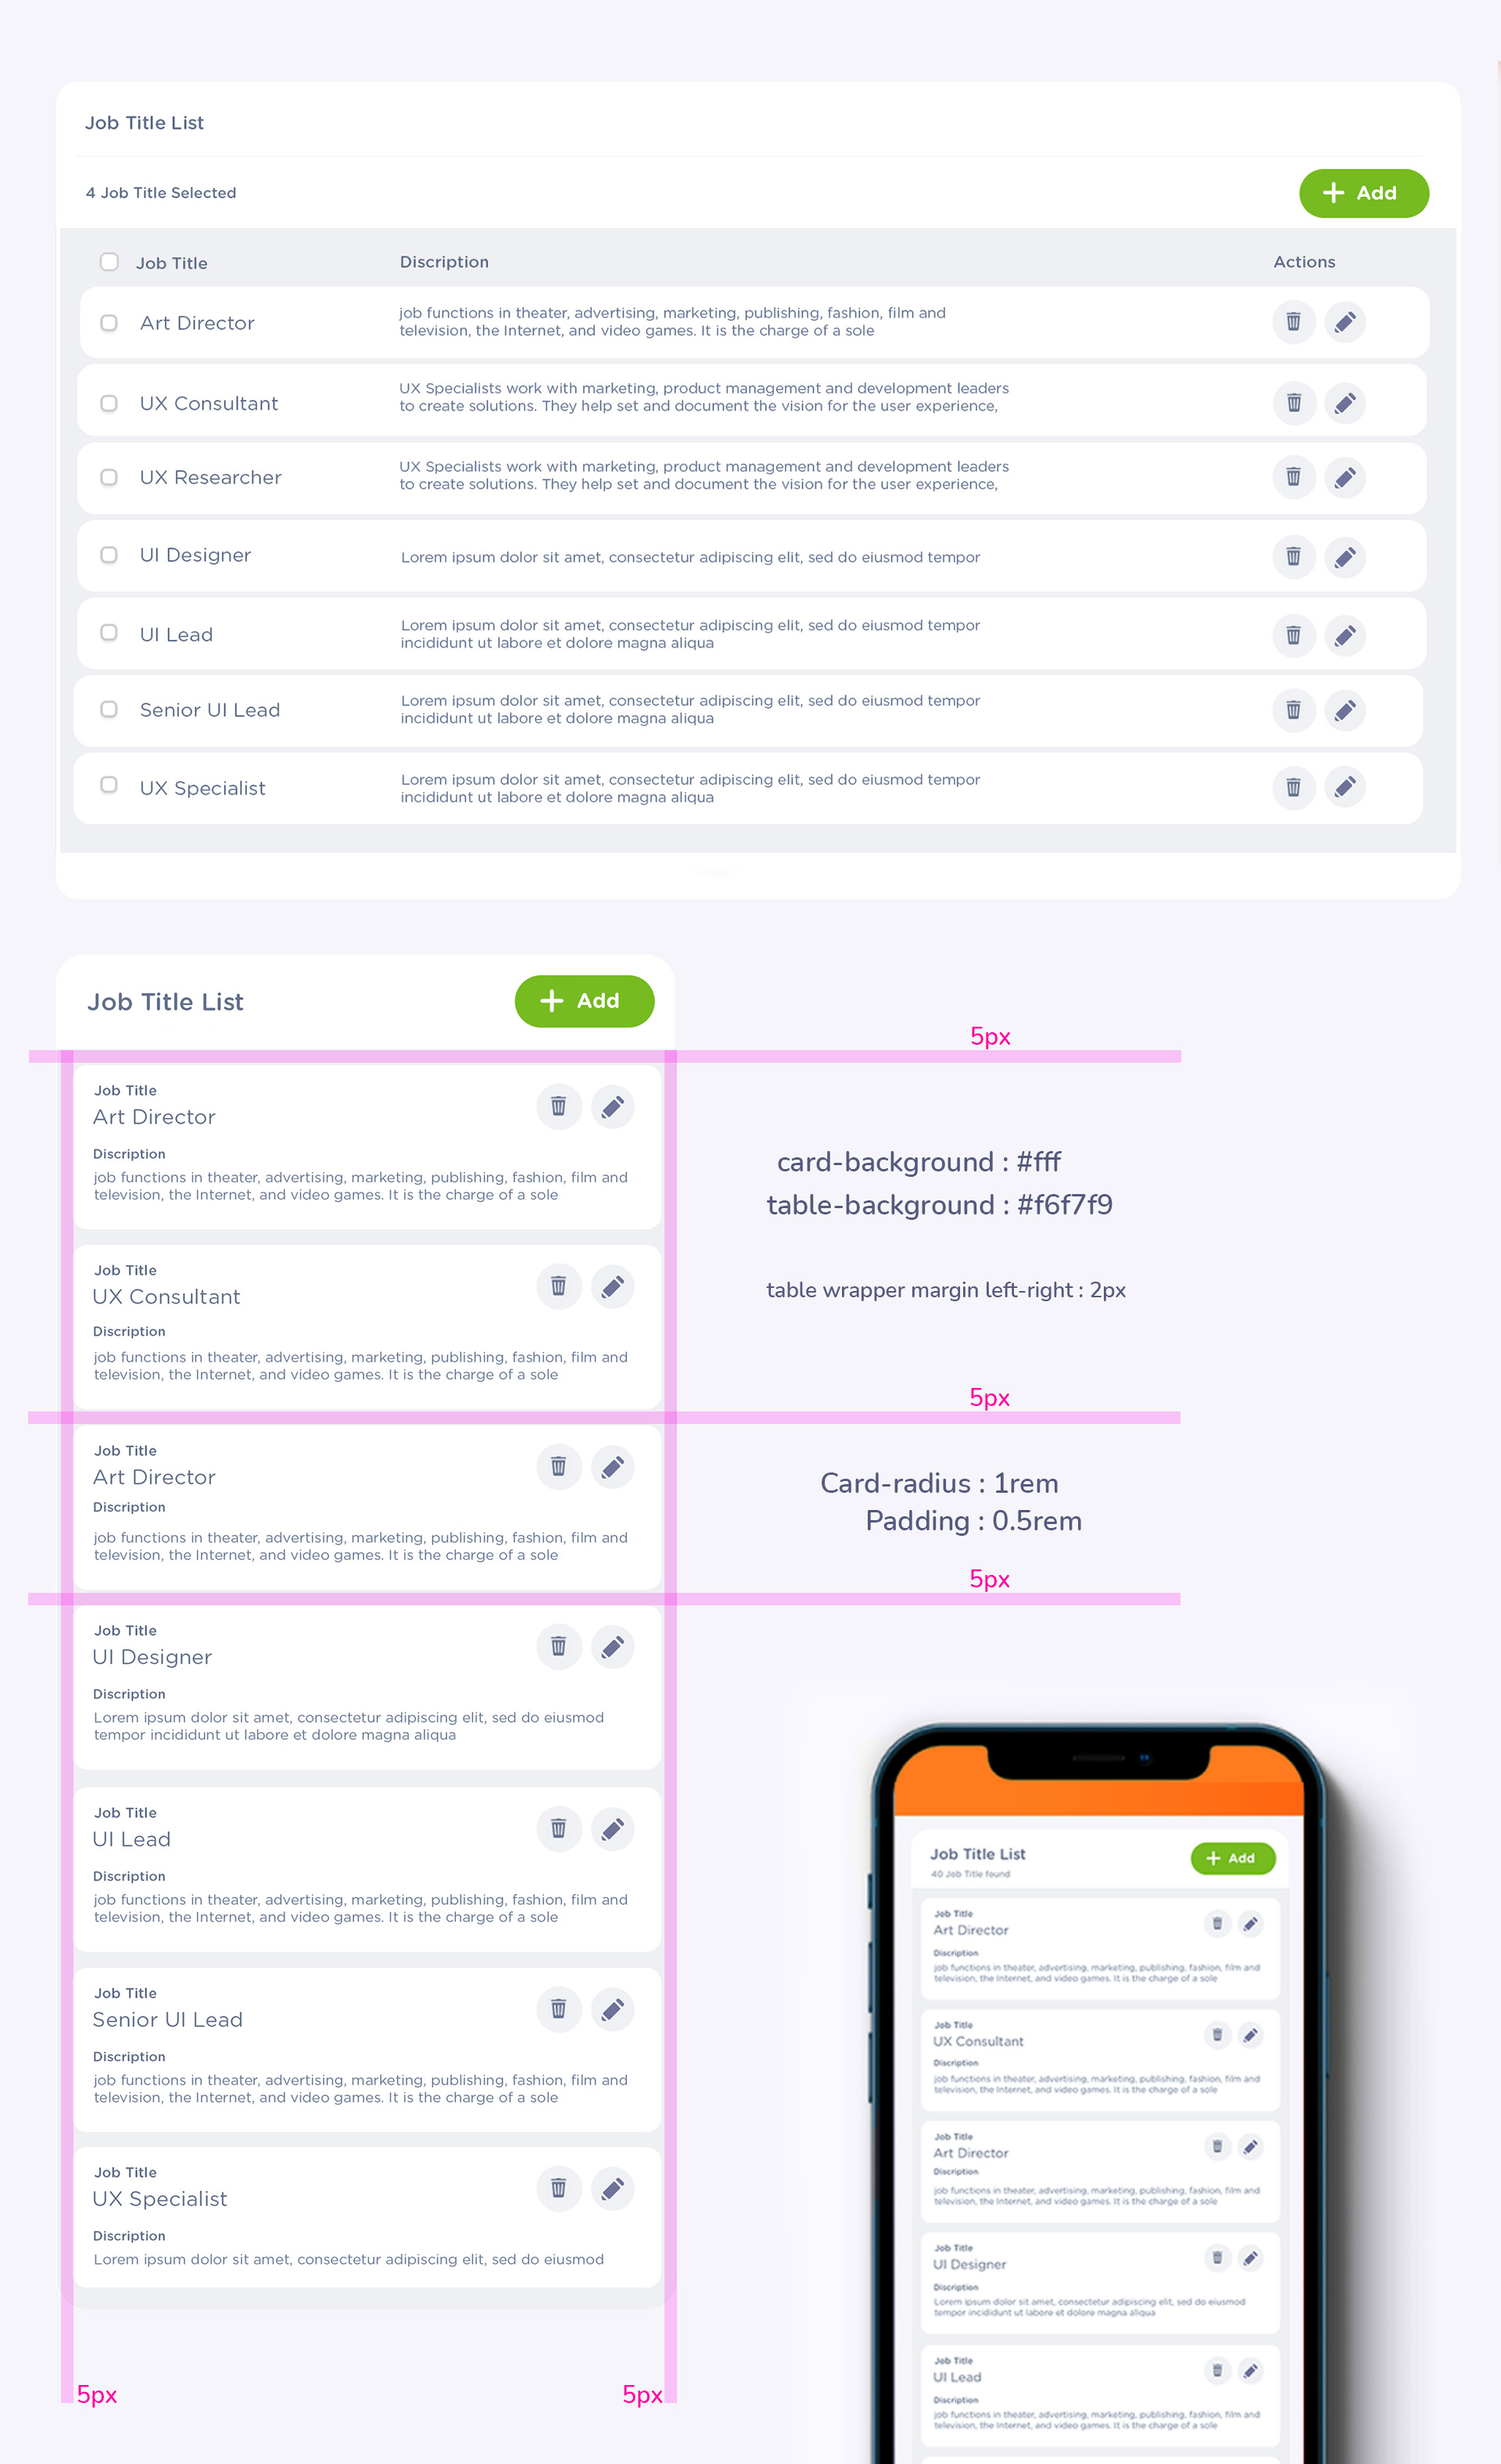 Job Title List
4 Job Title Selected
Add
Job Title
Discription
Actions
Art Director
job functions in theater, advertising, marketing, publishing, fashion, film and
television, the Internet, and video games. It is the charge of a sole
UX Consultant
UX Specialists work with marketing, product management and development leaders
to create solutions. They help set and document the vision for the user experience,
UX Researcher
UX Specialists work with marketing, product management and development leaders
to create solutions. They help set and document the vision for the user experience,
UI Designer
Lorem ipsum dolor sit amet, consectetur adipiscing elit, sed do eiusmod tempor
UI Lead
Lorem ipsum dolor sit amet, consectetur adipiscing elit, sed do eiusmod tempor
incididunt ut labore et dolore magna aliqua
Senior UI Lead
Lorem ipsum dolor sit amet, consectetur adipiscing elit, sed do eiusmod tempor
incididunt ut labore et dolore magna aliqua
UX Specialist
Lorem ipsum dolor sit amet, consectetur adipiscing elit, sed do eiusmod tempor
incididunt ut labore et dolore magna aliqua
Job Title List
Add
Job Title
Art Director
Discription
job functions in theater, advertising, marketing, publishing, fashion, film and
television, the Internet, and video games. It is the charge of a sole
Job Title
UX Consultant
Discription
job functions in theater, advertising, marketing, publishing, fashion, film and
television, the Internet, and video games. It is the charge of a sole
Job Title
Art Director
Discription
job functions in theater, advertising, marketing, publishing, fashion, film and
television, the Internet, and video games. It is the charge of a sole
Job Title
UI Designer
Discription
Lorem ipsum dolor sit amet, consectetur adipiscing elit, sed do eiusmod
tempor incididunt ut labore et dolore magna aliqua
Job Title
UI Lead
Discription
job functions in theater, advertising, marketing, publishing, fashion, film and
television, the Internet, and video games. It is the charge of a sole
Job Title
Senior UI Lead
Discription
job functions in theater, advertising, marketing, publishing, fashion, film and
television, the Internet, and video games. It is the charge of a sole
Job Title
UX Specialist
Discription
Lorem ipsum dolor sit amet, consectetur adipiscing elit, sed do eiusmod
5px
5px
5px
card-background : #fff
table-background : #f6f7f9
table wrapper margin left-right : 2px
5px
Card-radius : 1rem
Padding : 0.5rem
5px
Job Title List
40 Job Title found
Add
Job Title
Art Director
Discription
job functions in theater, advertising, marketing, publishing, fashion, film and
television, the Internet, and video games. It is the charge of a sole
Job Title
UX Consultant
Discription
job functions in theater, advertising, marketing, publishing, fashion, film and
television, the Internet, and video games. It is the charge of a sole
Job Title
Art Director
Discription
job functions in theater, advertising, marketing, publishing, fashion, film and
television, the Internet, and video games. It is the charge of a sole
Job Title
UI Designer
Discription
Lorem ipsum dolor sit amet, consectetur adipiscing elit, sed do eiusmod
tempor incididunt ut labore et dolore magna aliqua
Job Title
UI Lead
Discription
job functions in theater, advertising, marketing, publishing, fashion, film and
television, the Internet, and video games. It is the charge of a sole